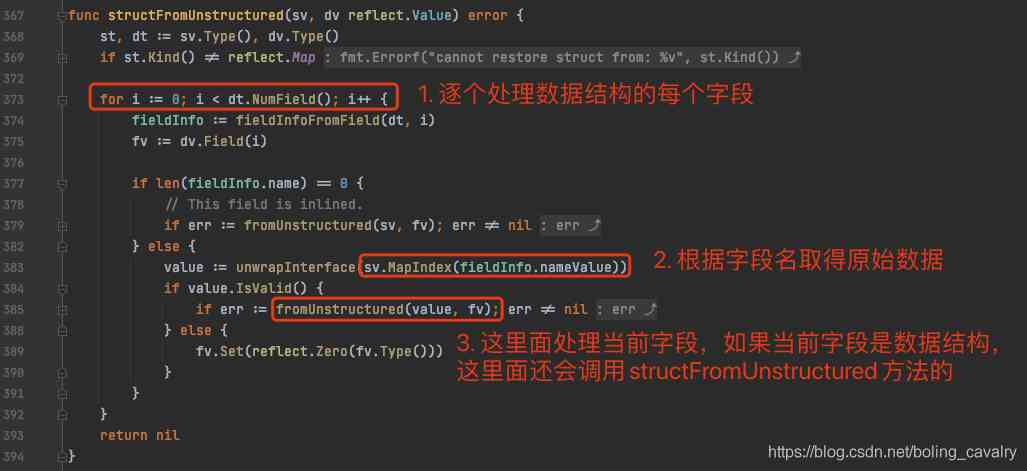 367 func structFromUnstructured(sv, dv reflect.Value) error {
368 st, dt := sv.Type(), dv.Type()
369 if st.Kind() ≠ reflect.Map : fmt.Errorf("cannot restore struct from: %v", st.Kind()) ⤴
372
373 for i := 0; i < dt.NumField(); i++ { 1. 逐个处理数据结构的每个字段
374 fieldInfo := fieldInfoFromField(dt, i)
375 fv := dv.Field(i)
376
377 if len(fieldInfo.name) == 0 {
378 // This field is inlined.
379 if err := fromUnstructured(sv, fv); err ≠ nil : err ⤴
382 } else {
383 value := unwrapInterface(sv.MapIndex(fieldInfo.nameValue)) 2. 根据字段名取得原始数据
384 if value.IsValid() {
385 if err := fromUnstructured(value, fv); err ≠ nil : err ⤴
388 } else {
389 fv.Set(reflect.Zero(fv.Type())) 3. 这里面处理当前字段，如果当前字段是数据结构，
390 } 这里面还会调用 structFromUnstructured 方法的
391 }
392 }
393 return nil
394 }
https://blog.csdn.net/boling_cavalry